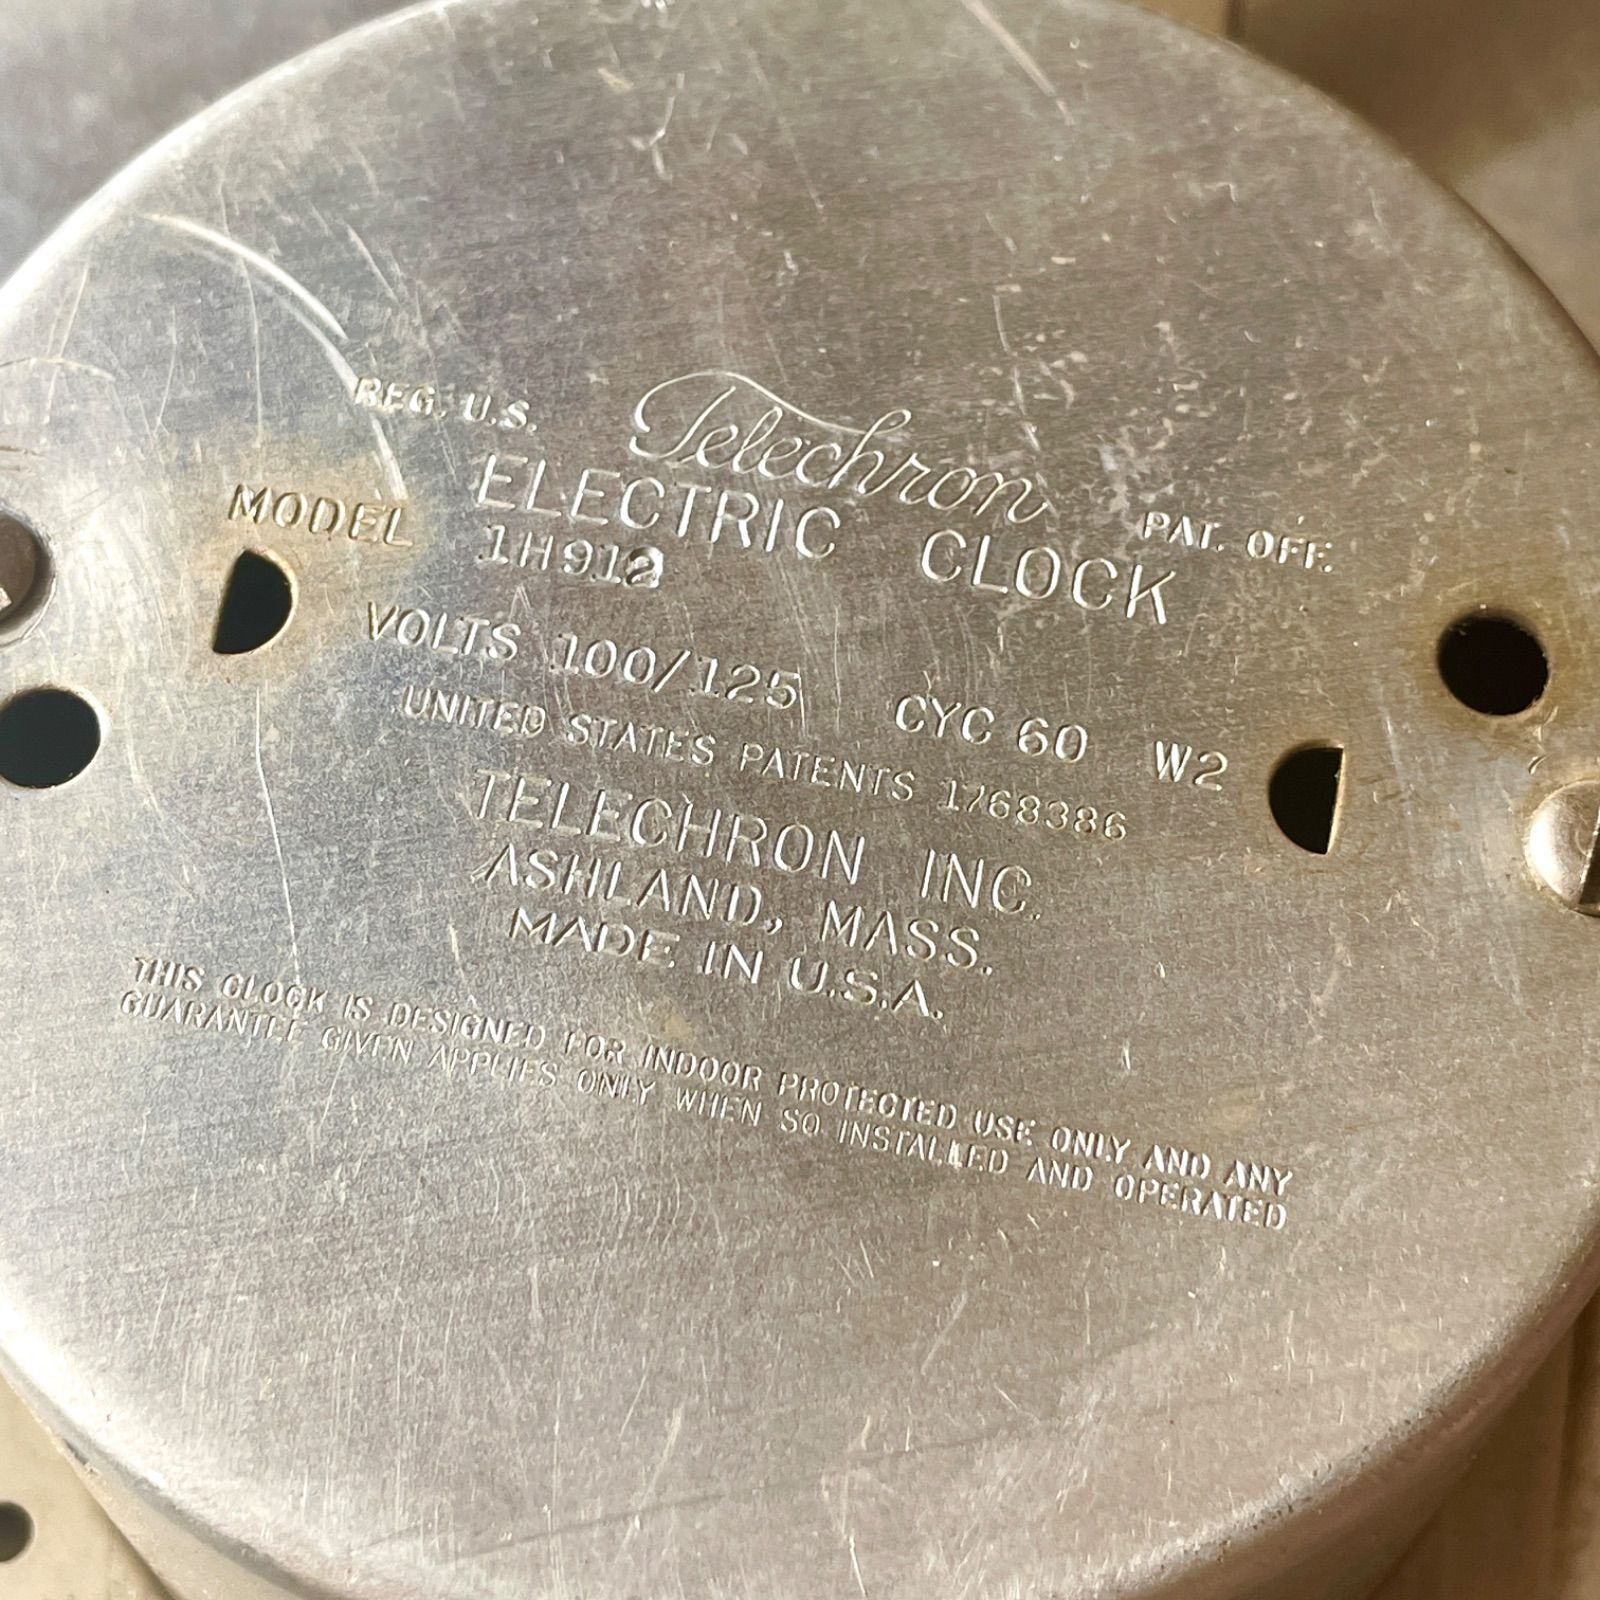 REG. U.S. Telechron PAT. OFF.
ELECTRIC CLOCK
MODEL 1H912
VOLTS 100/125 CYC 60 W2
UNITED STATES PATENTS 1768386
TELECHRON INC.
ASHLAND, MASS.
MADE IN U.S.A.
THIS CLOCK IS DESIGNED FOR INDOOR PROTECTED USE ONLY AND ANY
GUARANTEE GIVEN APPLIES ONLY WHEN SO INSTALLED AND OPERATED